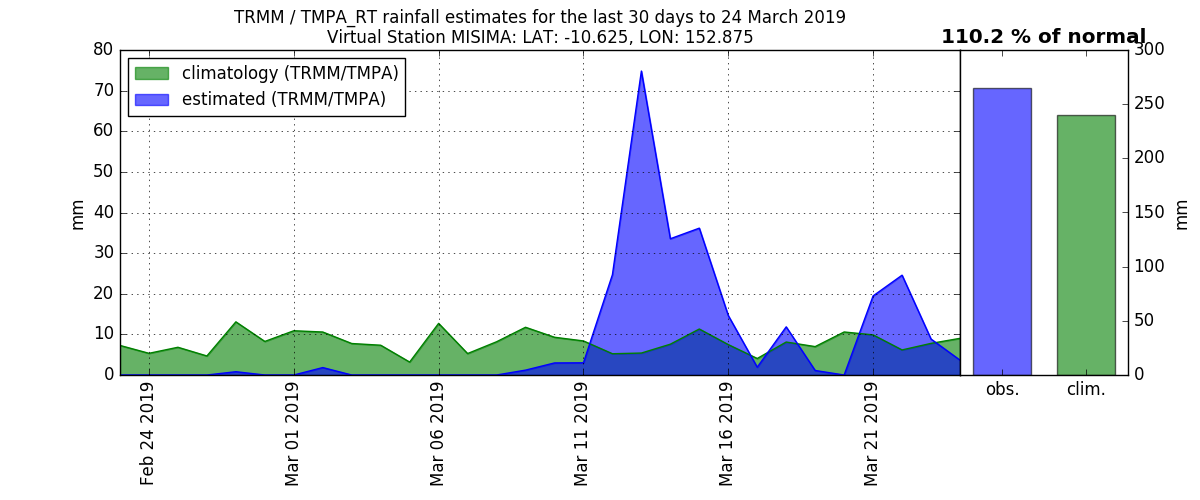 TRMM / TMPA_RT rainfall estimates for the last 30 days to 24 March 2019
Virtual Station MISIMA: LAT: -10.625, LON: 152.875
110.2 % of normal
climatology (TRMM/TMPA)
estimated (TRMM/TMPA)
mm
80
70
60
50
40
30
20
10
0
Feb 24 2019
Mar 01 2019
Mar 06 2019
Mar 11 2019
Mar 16 2019
Mar 21 2019
300
250
200
150
100
50
0
mm
obs.
clim.